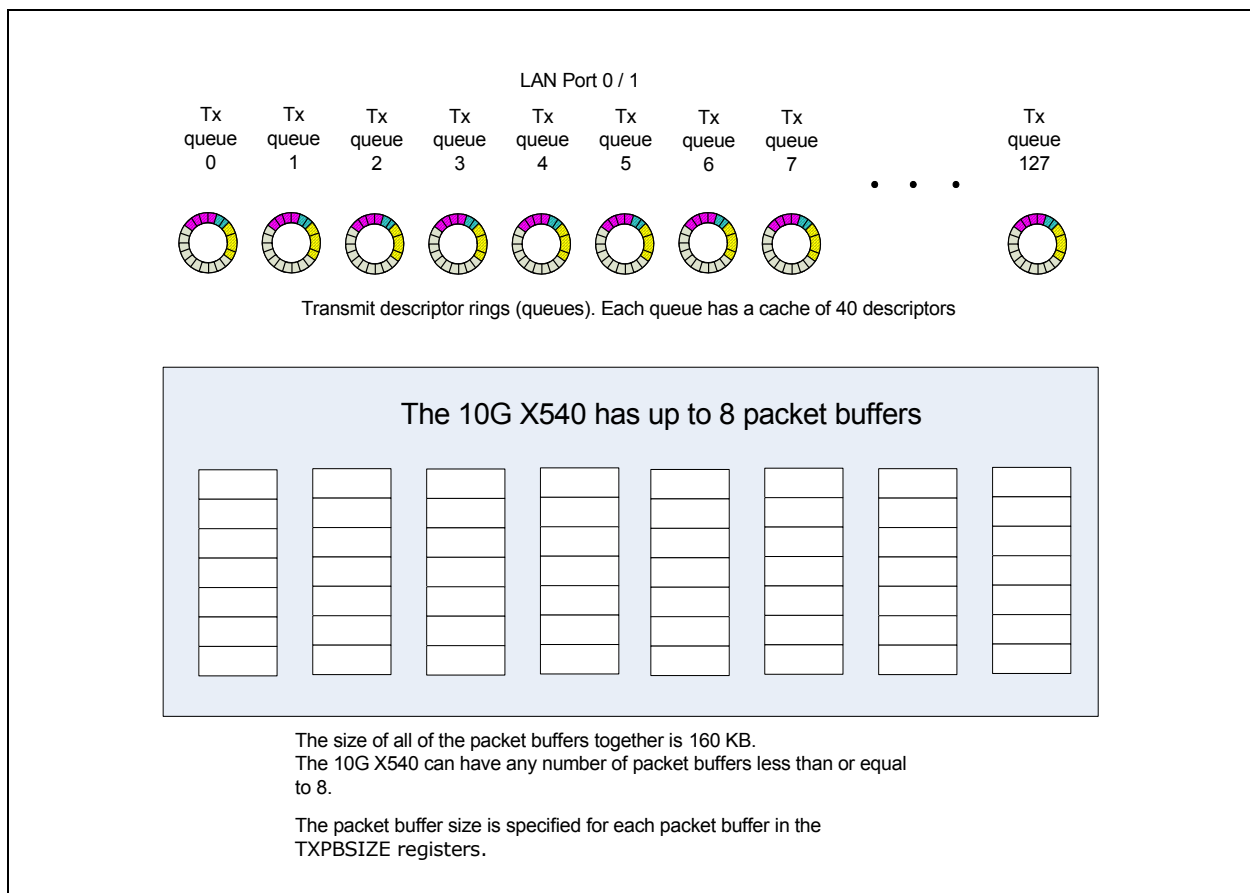 LAN Port 0 / 1
Tx queue 0
Tx queue 1
Tx queue 2
Tx queue 3
Tx queue 4
Tx queue 5
Tx queue 6
Tx queue 7
. . .
Tx queue 127
Transmit descriptor rings (queues). Each queue has a cache of 40 descriptors
The 10G X540 has up to 8 packet buffers
The size of all of the packet buffers together is 160 KB.
The 10G X540 can have any number of packet buffers less than or equal
to 8.
The packet buffer size is specified for each packet buffer in the
TXPBSIZE registers.